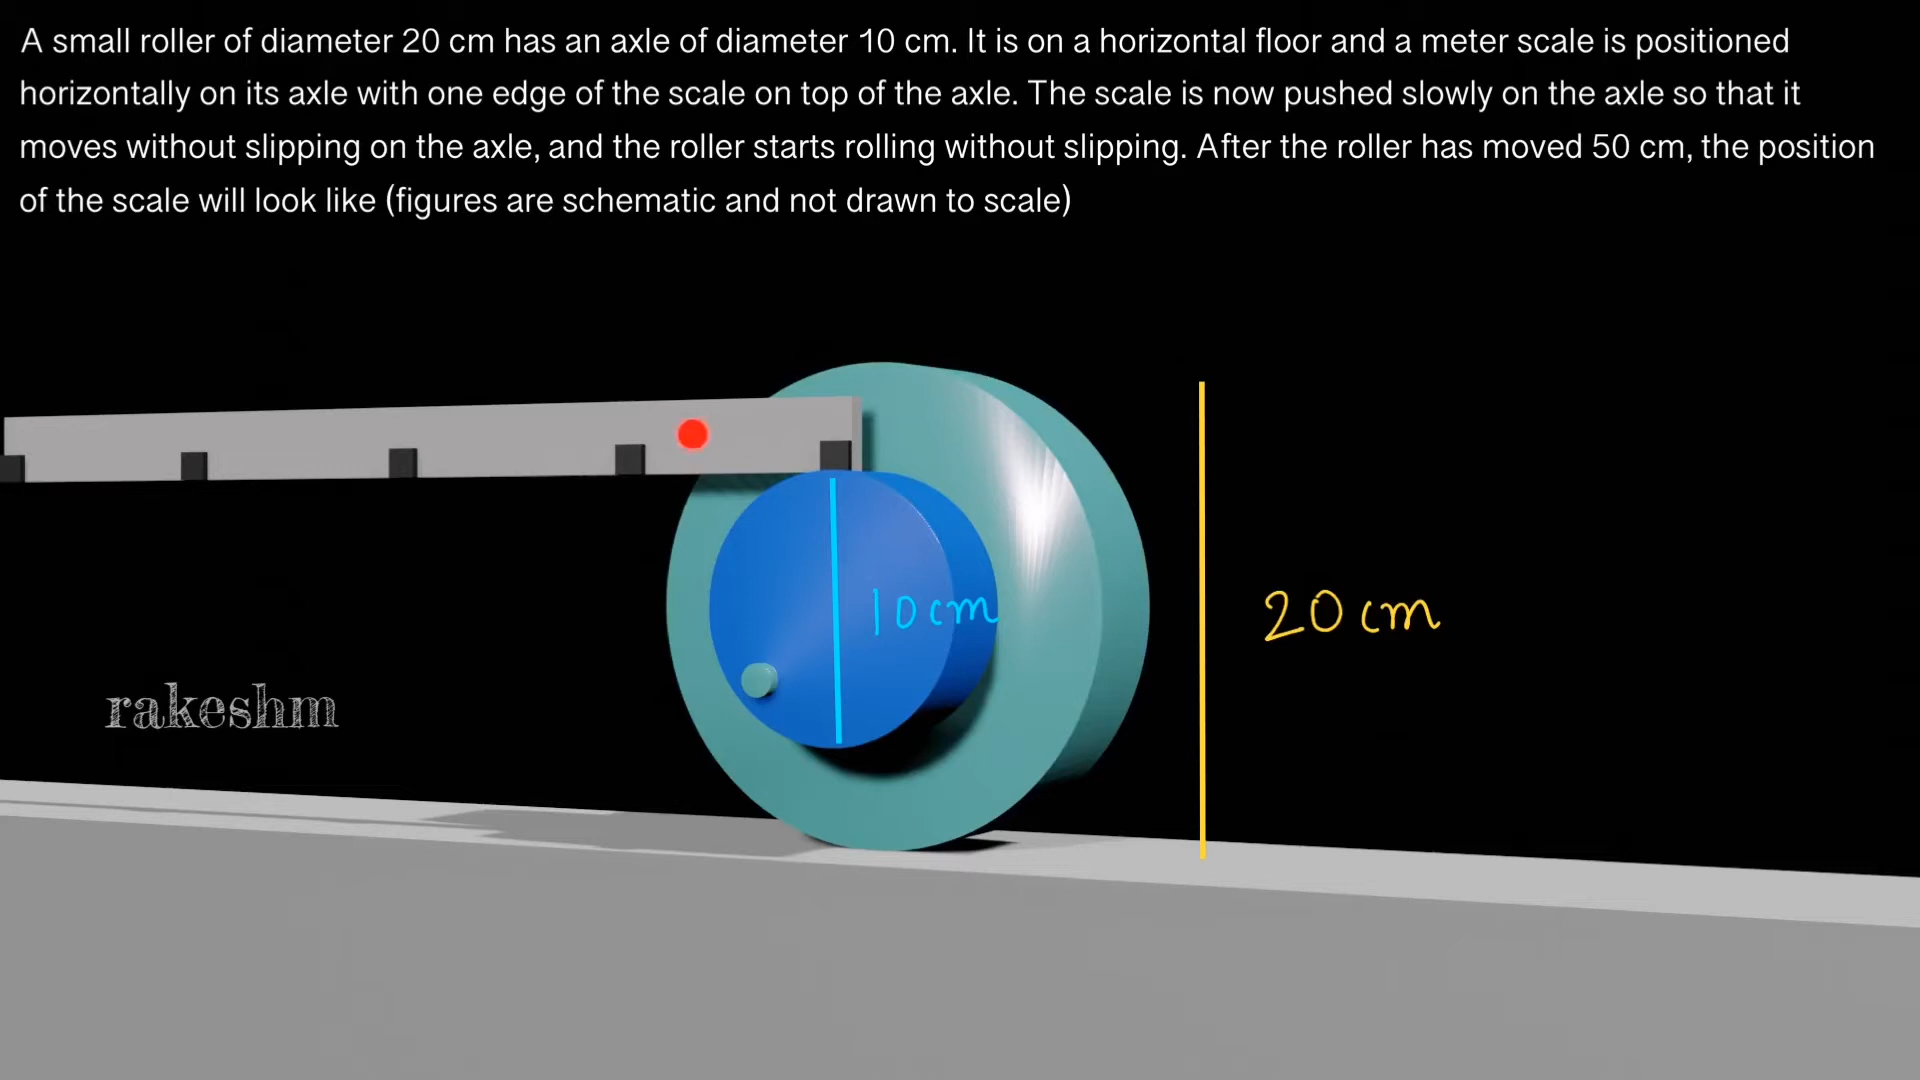 A small roller of diameter 20 cm has an axle of diameter 10 cm. It is on a horizontal floor and a meter scale is positioned
horizontally on its axle with one edge of the scale on top of the axle. The scale is now pushed slowly on the axle so that it
moves without slipping on the axle, and the roller starts rolling without slipping. After the roller has moved 50 cm, the position
of the scale will look like (figures are schematic and not drawn to scale)
10 cm
20 cm
rakeshm